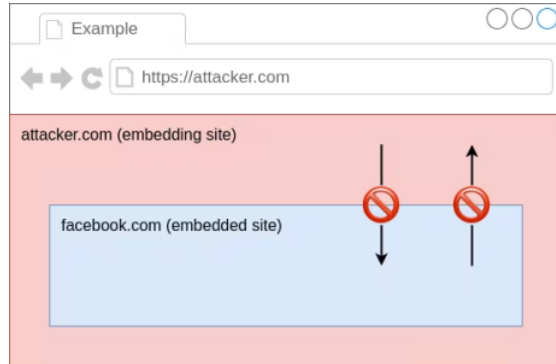 Example
https://attacker.com
attacker.com (embedding site)
facebook.com (embedded site)